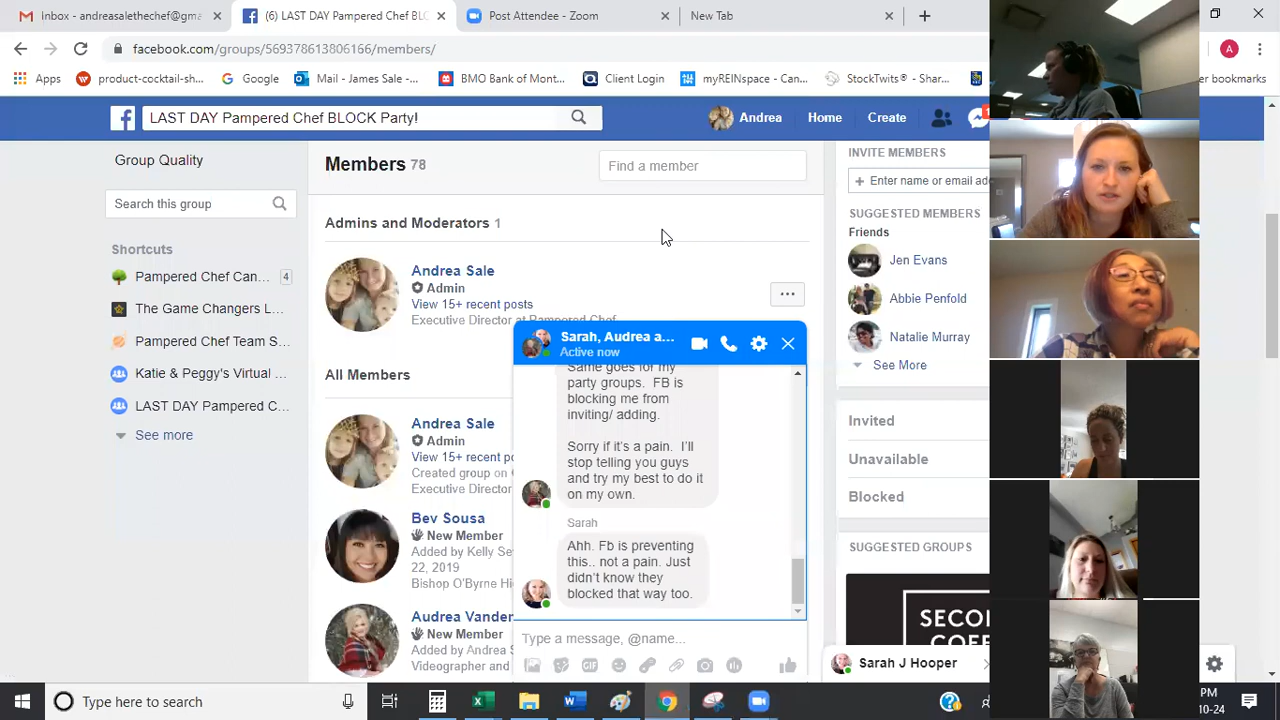 Inbox - andreasalethechef@gma
(6) LAST DAY Pampered Chef BLO
Post Attendee - Zoom
New Tab
facebook.com/groups/569378613806166/members/
A
Apps
product-cocktail-sh...
Google
Mail - James Sale -...
BMO Bank of Mont...
Client Login
myREINspace - Can...
StockTwits® - Shar...
RBC
er bookmarks
LAST DAY Pampered Chef BLOCK Party!
Andrea
Home
Create
Group Quality
Search this group
Shortcuts
Pampered Chef Can... 4
The Game Changers L...
Pampered Chef Team S...
Katie & Peggy's Virtual ...
LAST DAY Pampered C...
See more
Members 78
Find a member
Admins and Moderators 1
Andrea Sale
Admin
View 15+ recent posts
Executive Director at Pampered Chef
All Members
Andrea Sale
Admin
View 15+ recent po
Created group on
Executive Director
Bev Sousa
New Member
Added by Kelly Se
22, 2019
Bishop O'Byrne Hi
Audrea Vander
New Member
Added by Andrea S
Videographer and
Sarah, Audrea a...
Active now
Same goes for my
party groups. FB is
blocking me from
inviting/ adding.
Sorry if it's a pain. I'll
stop telling you guys
and try my best to do it
on my own.
Sarah
Ahh. Fb is preventing
this.. not a pain. Just
didn't know they
blocked that way too.
Type a message, @name...
GIF
INVITE MEMBERS
Enter name or email ad
SUGGESTED MEMBERS
Friends
Jen Evans
Abbie Penfold
Natalie Murray
See More
Invited
Unavailable
Blocked
SUGGESTED GROUPS
SECO
COFF
Sarah J Hooper
Type here to search
PM
10-24